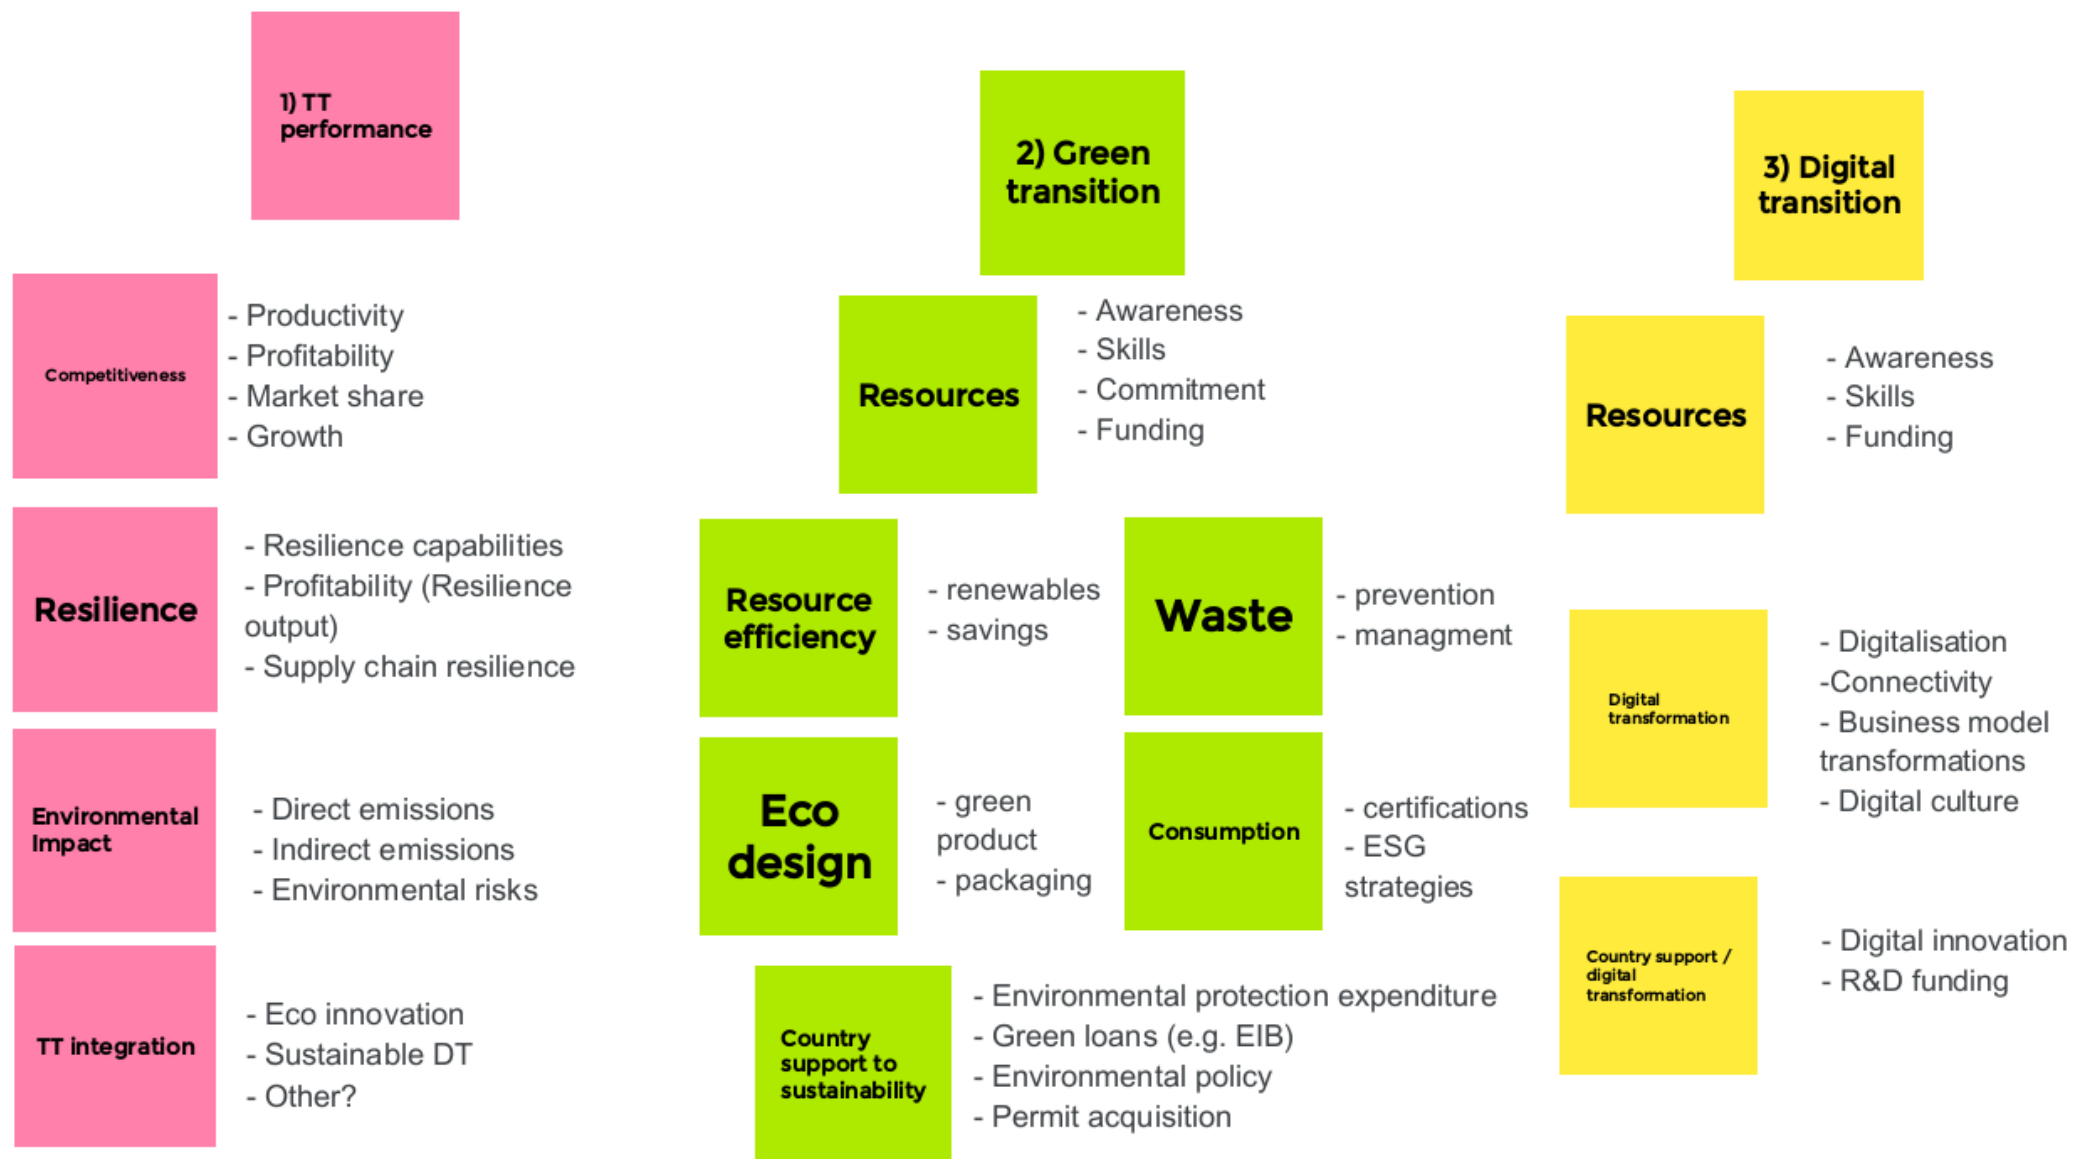 1) TT
performance
Competitiveness
- Productivity
- Profitability
- Market share
- Growth
Resilience
- Resilience capabilities
- Profitability (Resilience
output)
- Supply chain resilience
Environmental
Impact
- Direct emissions
- Indirect emissions
- Environmental risks
TT integration
- Eco innovation
- Sustainable DT
- Other?
2) Green
transition
Resources
- Awareness
- Skills
- Commitment
- Funding
Resource
efficiency
- renewables
- savings
Waste
- prevention
- managment
Eco
design
- green
product
- packaging
Consumption
- certifications
- ESG
strategies
Country
support to
sustainability
- Environmental protection expenditure
- Green loans (e.g. EIB)
- Environmental policy
- Permit acquisition
3) Digital
transition
Resources
- Awareness
- Skills
- Funding
Digital
transformation
- Digitalisation
-Connectivity
- Business model
transformations
- Digital culture
Country support /
digital
transformation
- Digital innovation
- R&D funding